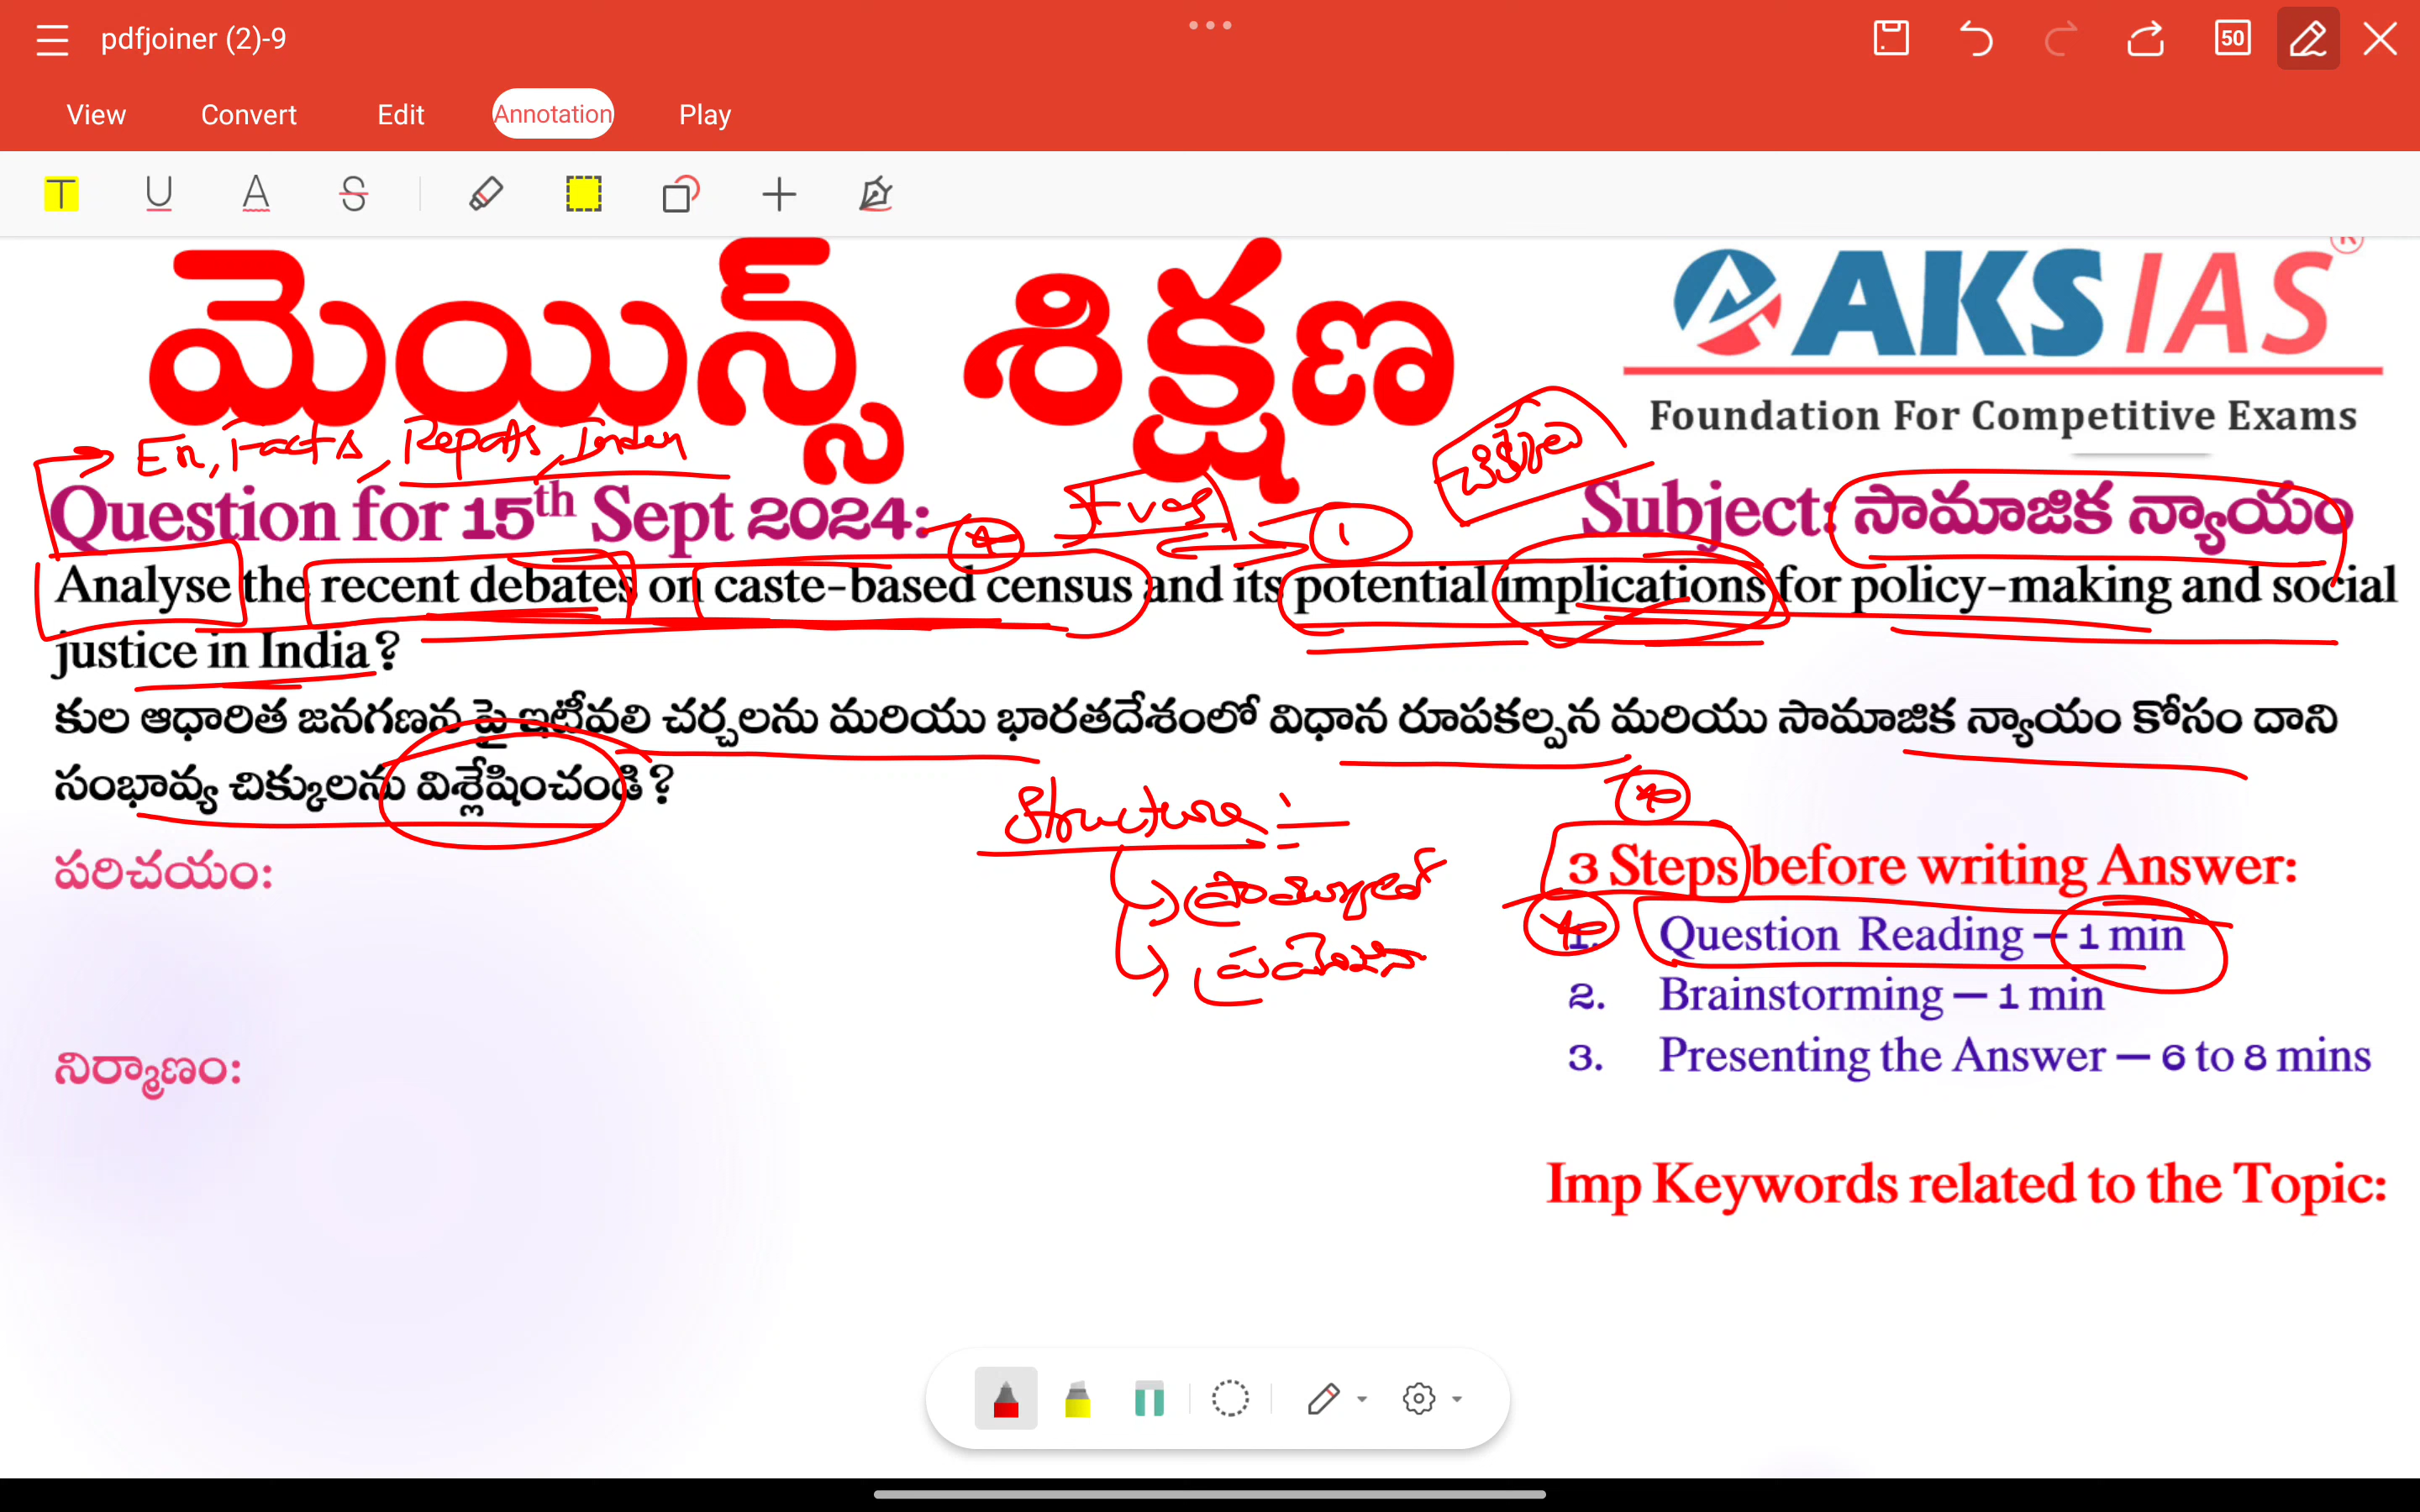 pdfjoiner (2)-9
50
View Convert Edit Annotation Play
మెయిన్స్ శిక్షణ
AKS IAS
Foundation For Competitive Exams
En, Facts, Reports, Index
Question for 15th Sept 2024:
Subject: సామాజిక న్యాయం
Analyse the recent debates on caste-based census and its potential implications for policy-making and social
justice in India?
కుల ఆధారిత జనగణన పై ఇటీవలి చర్చలను మరియు భారతదేశంలో విధాన రూపకల్పన మరియు సామాజిక న్యాయం కోసం దాని
సంభావ్య చిక్కులను విశ్లేషించండి?
Structure:-
పరిచయం:
3 Steps before writing Answer:
1. Question Reading – 1 min
2. Brainstorming – 1 min
3. Presenting the Answer – 6 to 8 mins
నిర్మాణం:
Imp Keywords related to the Topic: